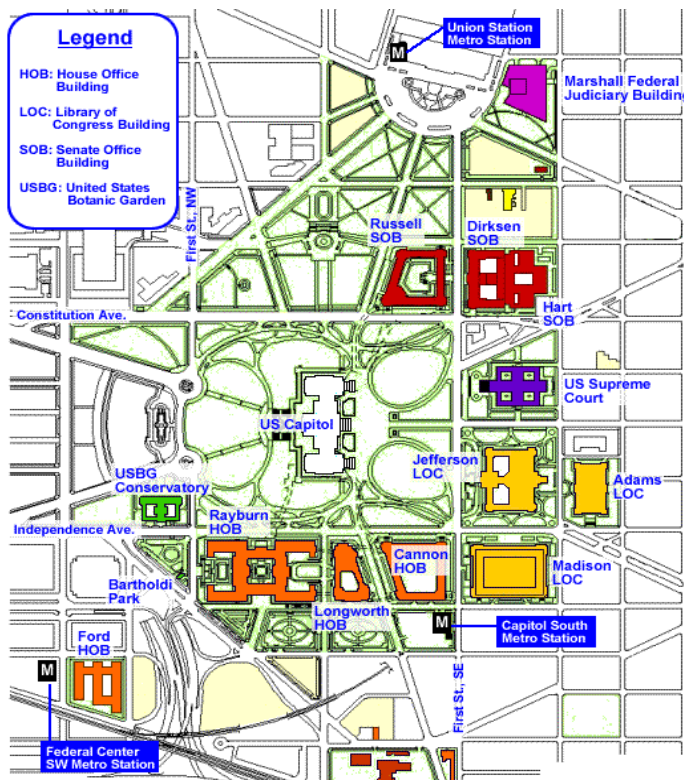 Legend
HOB: House Office
Building
LOC: Library of
Congress Building
SOB: Senate Office
Building
USBG: United States
Botanic Garden
M
Union Station
Metro Station
Marshall Federal
Judiciary Building
First St., NW
Russell
SOB
Dirksen
SOB
Hart
SOB
Constitution Ave.
US Supreme
Court
US Capitol
Jefferson
LOC
Adams
LOC
USBG
Conservatory
Independence Ave.
Rayburn
HOB
Cannon
HOB
Madison
LOC
Bartholdi
Park
Longworth
HOB
M
Capitol South
Metro Station
Ford
HOB
M
First St., SE
Federal Center
SW Metro Station